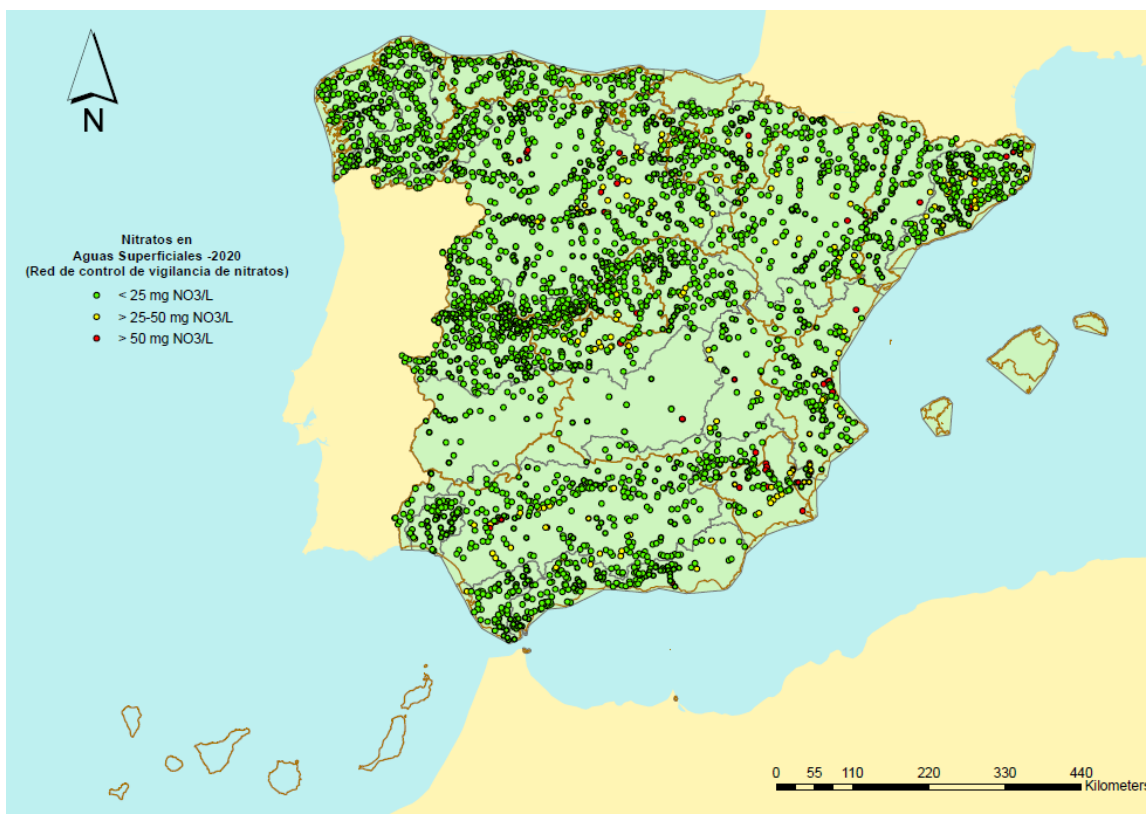 N
Nitratos en
Aguas Superficiales -2020
(Red de control de vigilancia de nitratos)
< 25 mg NO3/L
> 25-50 mg NO3/L
> 50 mg NO3/L
0 55 110 220 330 440
Kilometers